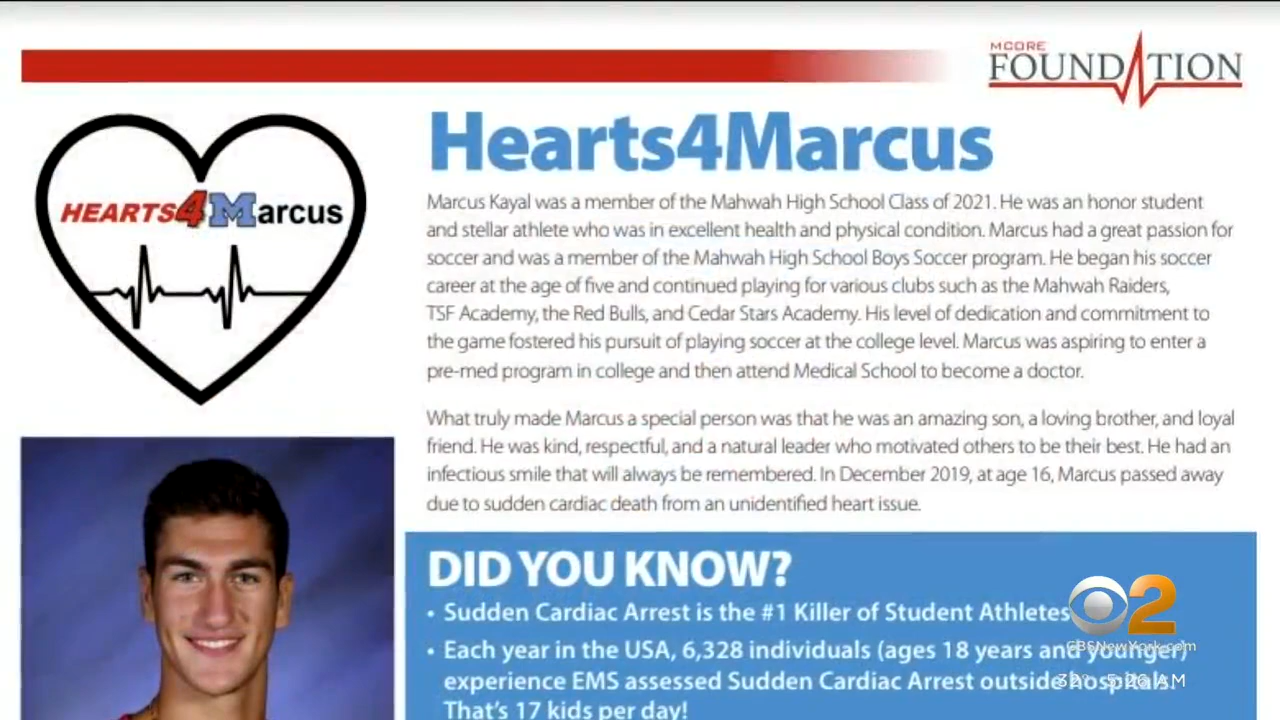 MCORE
FOUNDATION
HEARTS4Marcus
Hearts4Marcus
Marcus Kayal was a member of the Mahwah High School Class of 2021. He was an honor student
and stellar athlete who was in excellent health and physical condition. Marcus had a great passion for
soccer and was a member of the Mahwah High School Boys Soccer program. He began his soccer
career at the age of five and continued playing for various clubs such as the Mahwah Raiders,
TSF Academy, the Red Bulls, and Cedar Stars Academy. His level of dedication and commitment to
the game fostered his pursuit of playing soccer at the college level. Marcus was aspiring to enter a
pre-med program in college and then attend Medical School to become a doctor.
What truly made Marcus a special person was that he was an amazing son, a loving brother, and loyal
friend. He was kind, respectful, and a natural leader who motivated others to be their best. He had an
infectious smile that will always be remembered. In December 2019, at age 16, Marcus passed away
due to sudden cardiac death from an unidentified heart issue.
DID YOU KNOW?
• Sudden Cardiac Arrest is the #1 Killer of Student Athletes
• Each year in the USA, 6,328 individuals (ages 18 years and younger)
experience EMS assessed Sudden Cardiac Arrest outside hospitals.
That's 17 kids per day!
2
CBSNewYork.com
32° 5:26 AM